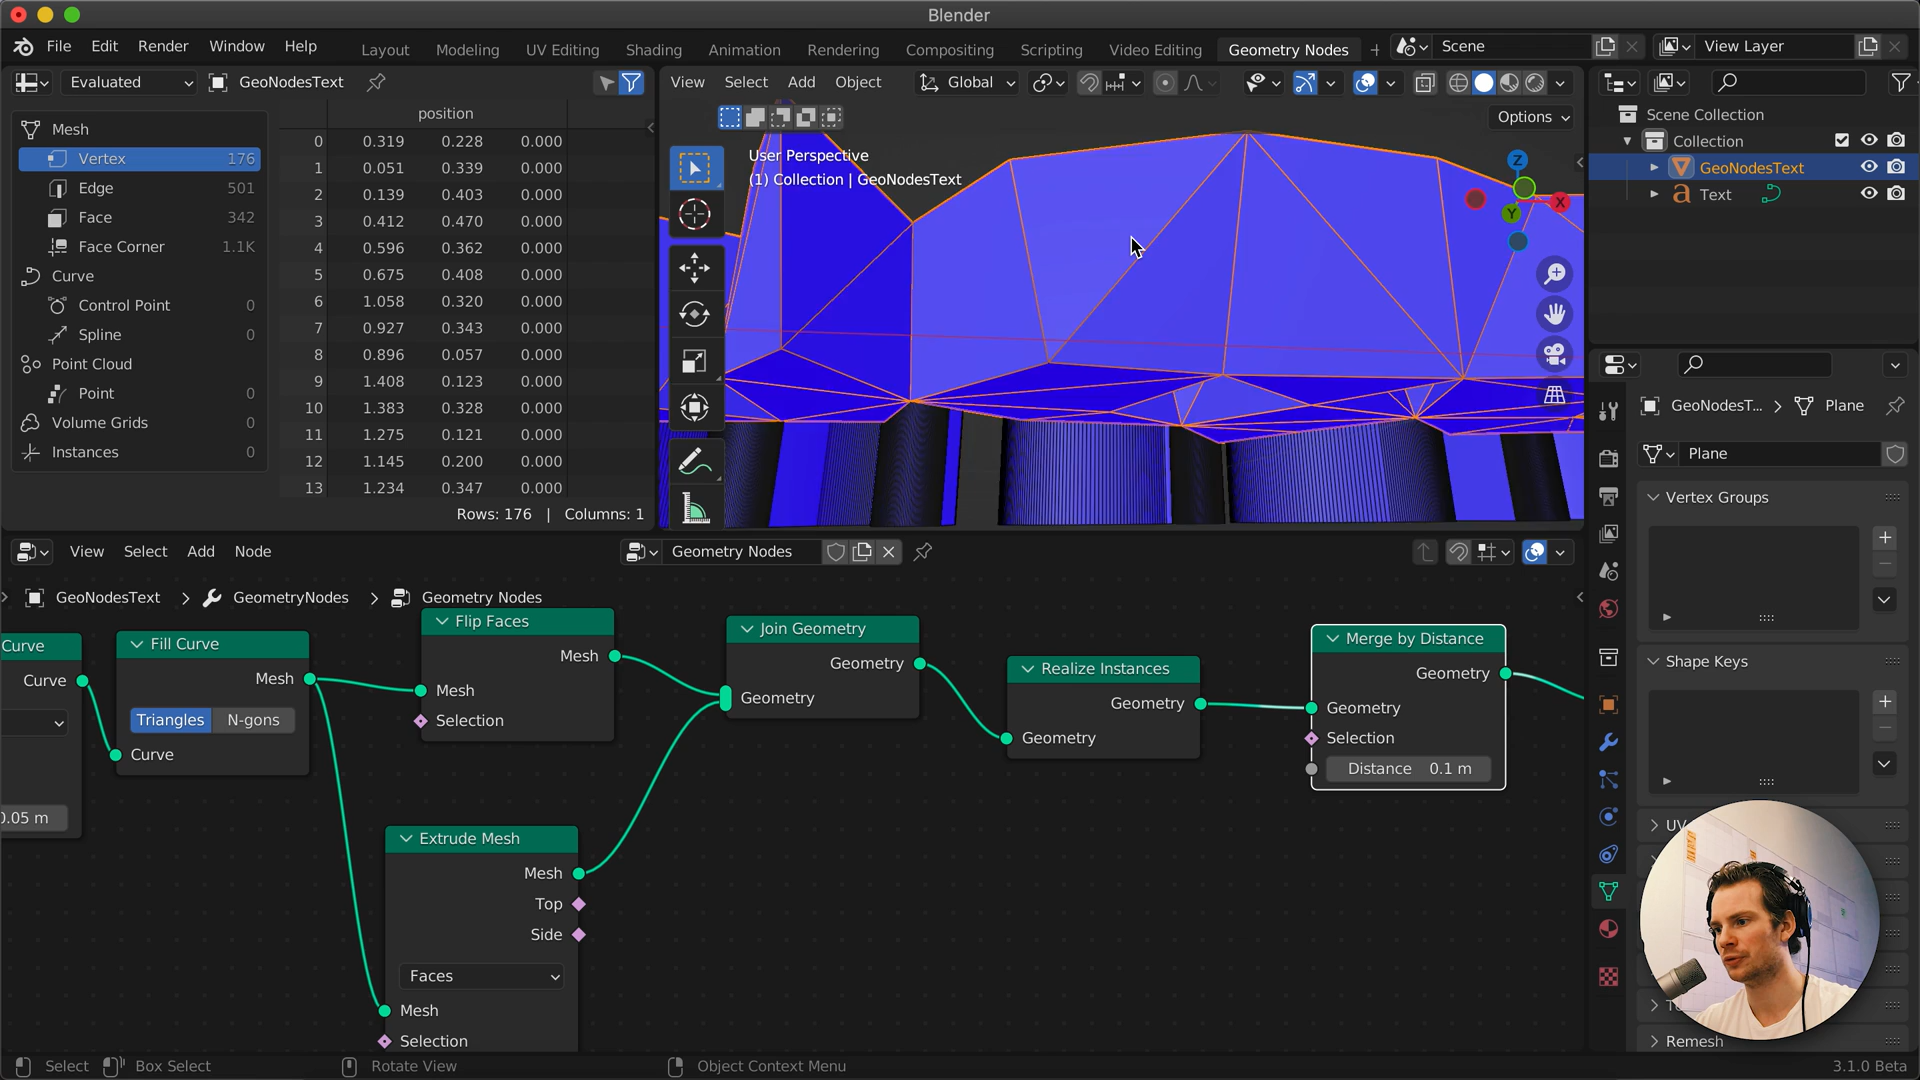 Blender
File Edit Render Window Help
Layout Modeling UV Editing Shading Animation Rendering Compositing Scripting Video Editing Geometry Nodes +
Scene
View Layer
Evaluated GeoNodesText
View Select Add Object Global
Options
position
Mesh
Vertex 176
Edge 501
Face 342
Face Corner 1.1K
Curve
Control Point 0
Spline 0
Point Cloud
Point 0
Volume Grids 0
Instances 0
0 0.319 0.228 0.000
1 0.051 0.339 0.000
2 0.139 0.403 0.000
3 0.412 0.470 0.000
4 0.596 0.362 0.000
5 0.675 0.408 0.000
6 1.058 0.320 0.000
7 0.927 0.343 0.000
8 0.896 0.057 0.000
9 1.408 0.123 0.000
10 1.383 0.328 0.000
11 1.275 0.121 0.000
12 1.145 0.200 0.000
13 1.234 0.347 0.000
Rows: 176 | Columns: 1
User Perspective
(1) Collection | GeoNodesText
Z
X
Y
Scene Collection
Collection
GeoNodesText
Text
GeoNodesT... > Plane
Plane
Vertex Groups
Shape Keys
UV
Remesh
View Select Add Node
Geometry Nodes
GeoNodesText > GeometryNodes > Geometry Nodes
Curve
Curve
0.05 m
Fill Curve
Mesh
Triangles N-gons
Curve
Flip Faces
Mesh
Mesh
Selection
Extrude Mesh
Mesh
Top
Side
Faces
Mesh
Selection
Join Geometry
Geometry
Geometry
Realize Instances
Geometry
Geometry
Merge by Distance
Geometry
Geometry
Selection
Distance 0.1 m
Select Box Select Rotate View Object Context Menu
3.1.0 Beta